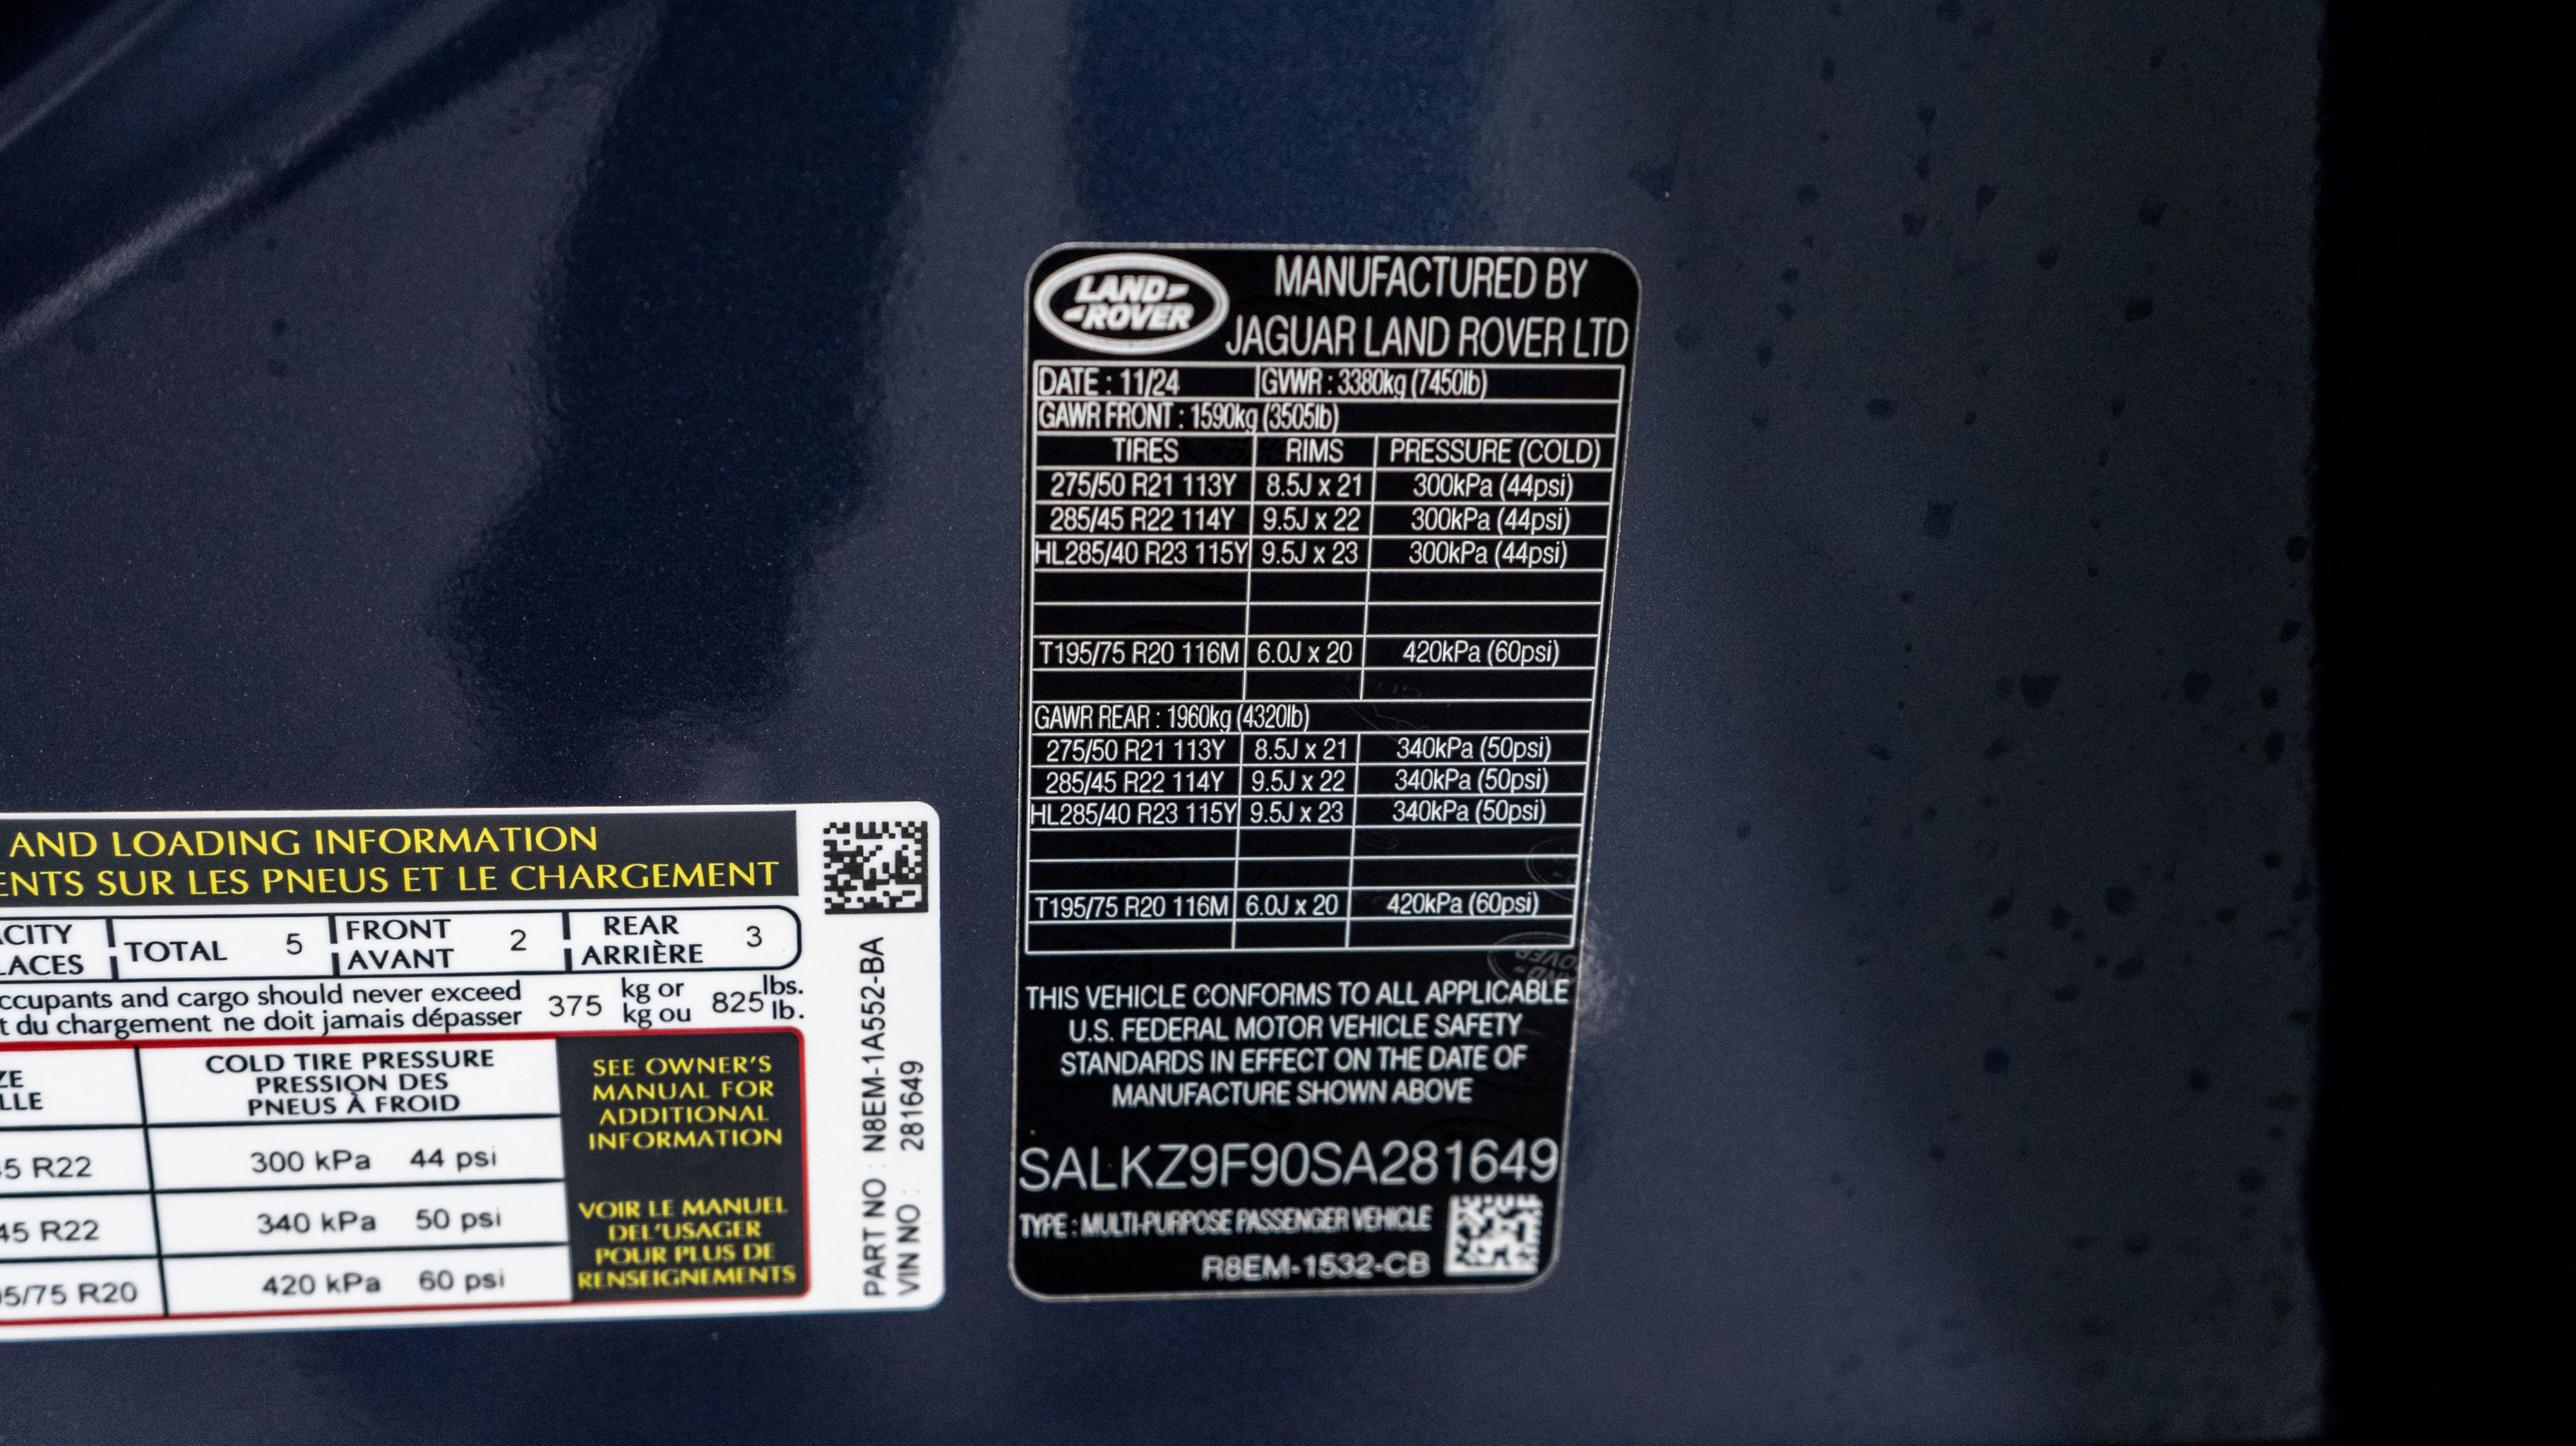 AND LOADING INFORMATION
ENTS SUR LES PNEUS ET LE CHARGEMENT
CITY
LACES
TOTAL 5
FRONT
AVANT
2
REAR
ARRIÈRE
3
ccupants and cargo should never exceed
t du chargement ne doit jamais dépasser
375 kg or
kg ou
825 lbs.
lb.
ZE
LLE
COLD TIRE PRESSURE
PRESSION DES
PNEUS À FROID
5 R22 300 kPa 44 psi
45 R22 340 kPa 50 psi
95/75 R20 420 kPa 60 psi
SEE OWNER'S
MANUAL FOR
ADDITIONAL
INFORMATION
VOIR LE MANUEL
DEL'USAGER
POUR PLUS DE
RENSEIGNEMENTS
PART NO : N8EM-1A552-BA
VIN NO : 281649
LAND-
-ROVER
MANUFACTURED BY
JAGUAR LAND ROVER LTD
DATE : 11/24 GVWR : 3380kg (7450lb)
GAWR FRONT : 1590kg (3505lb)
TIRES RIMS PRESSURE (COLD)
275/50 R21 113Y 8.5J x 21 300kPa (44psi)
285/45 R22 114Y 9.5J x 22 300kPa (44psi)
HL285/40 R23 115Y 9.5J x 23 300kPa (44psi)
T195/75 R20 116M 6.0J x 20 420kPa (60psi)
GAWR REAR : 1960kg (4320lb)
275/50 R21 113Y 8.5J x 21 340kPa (50psi)
285/45 R22 114Y 9.5J x 22 340kPa (50psi)
HL285/40 R23 115Y 9.5J x 23 340kPa (50psi)
T195/75 R20 116M 6.0J x 20 420kPa (60psi)
THIS VEHICLE CONFORMS TO ALL APPLICABLE
U.S. FEDERAL MOTOR VEHICLE SAFETY
STANDARDS IN EFFECT ON THE DATE OF
MANUFACTURE SHOWN ABOVE
SALKZ9F90SA281649
TYPE : MULTI-PURPOSE PASSENGER VEHICLE
R8EM-1532-CB